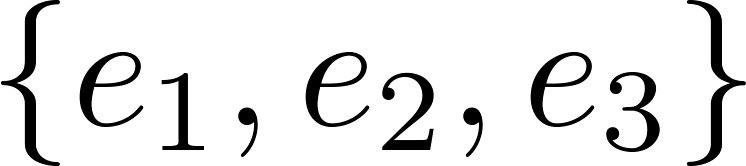 {e₁, e₂, e₃}